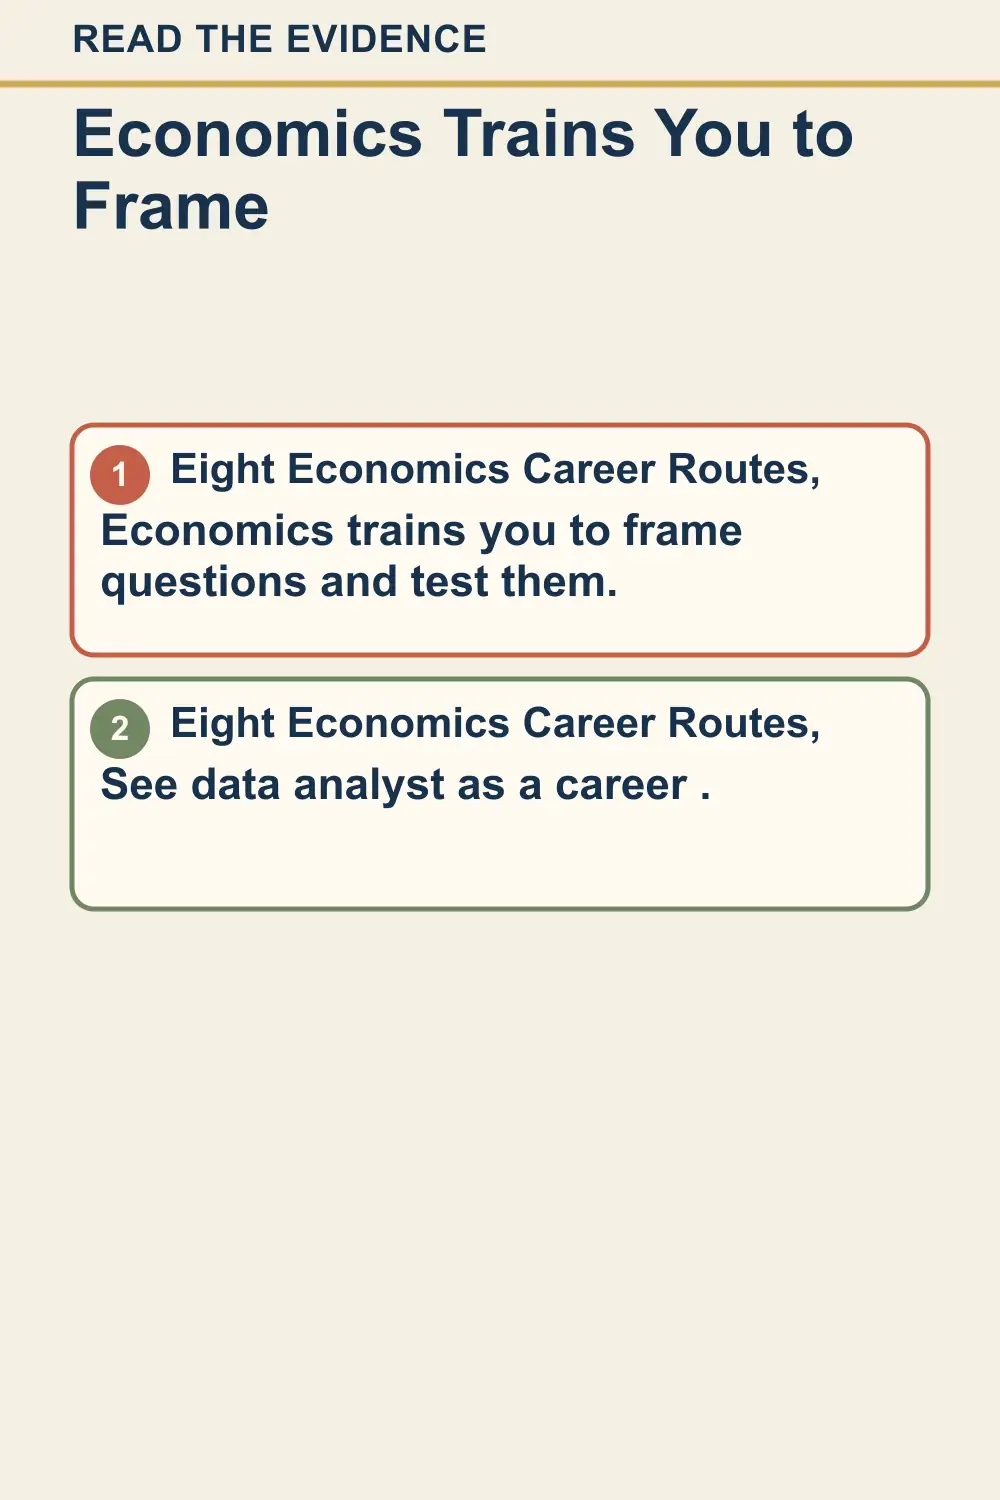 READ THE EVIDENCE
Economics Trains You to
Frame
1 Eight Economics Career Routes,
Economics trains you to frame
questions and test them.
2 Eight Economics Career Routes,
See data analyst as a career .